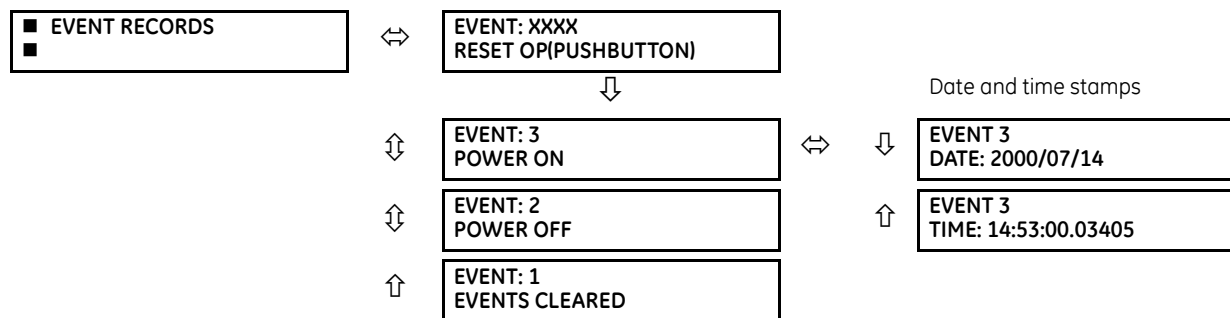 ■ EVENT RECORDS
■
EVENT: XXXX
RESET OP(PUSHBUTTON)
Date and time stamps
EVENT: 3
POWER ON
EVENT 3
DATE: 2000/07/14
EVENT: 2
POWER OFF
EVENT 3
TIME: 14:53:00.03405
EVENT: 1
EVENTS CLEARED